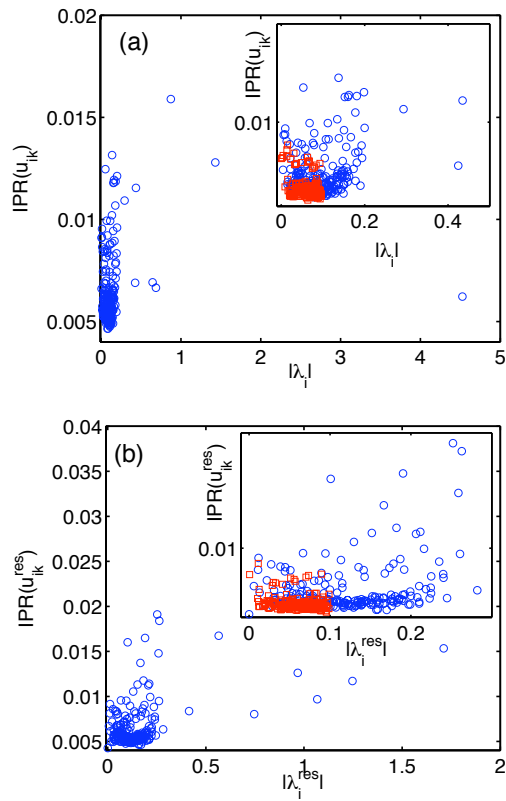 0.02
(a)
0.015
0.01
0.005
IPR(u_ik)
0 1 2 3 4 5
|λ_i|
IPR(u_ik)
0.01
0 0.2 0.4
|λ_i|
0.04
(b)
0.035
0.03
0.025
0.02
0.015
0.01
0.005
IPR(u_ik^res)
0 0.5 1 1.5 2
|λ_i^res|
IPR(u_ik^res)
0.01
0 0.1 0.2
|λ_i^res|